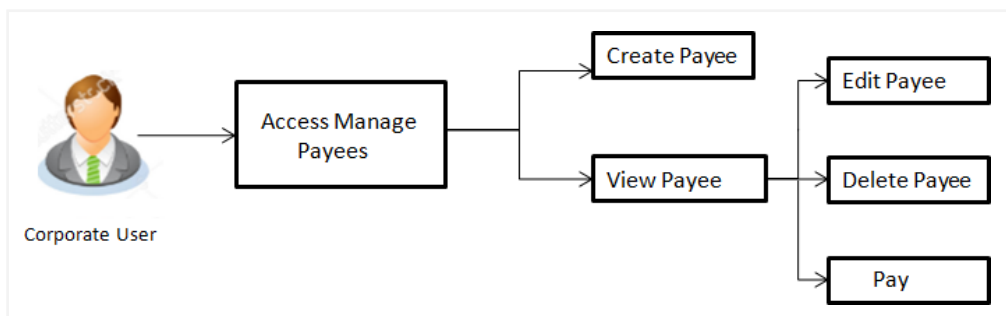 Create Payee
Edit Payee
Access Manage
Payees
View Payee
Delete Payee
Corporate User
Pay